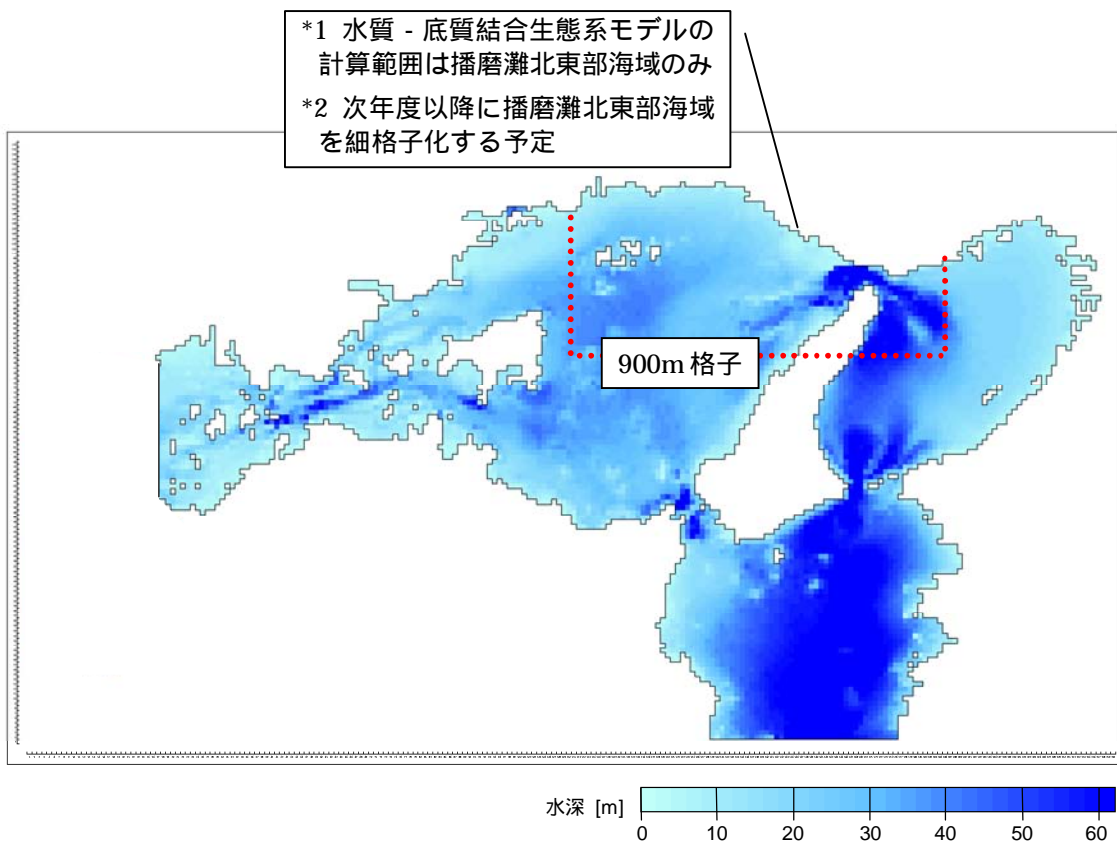 *1 水質 - 底質結合生態系モデルの
計算範囲は播磨灘北東部海域のみ
*2 次年度以降に播磨灘北東部海域
を細格子化する予定
900m 格子
水深 [m]
0 10 20 30 40 50 60